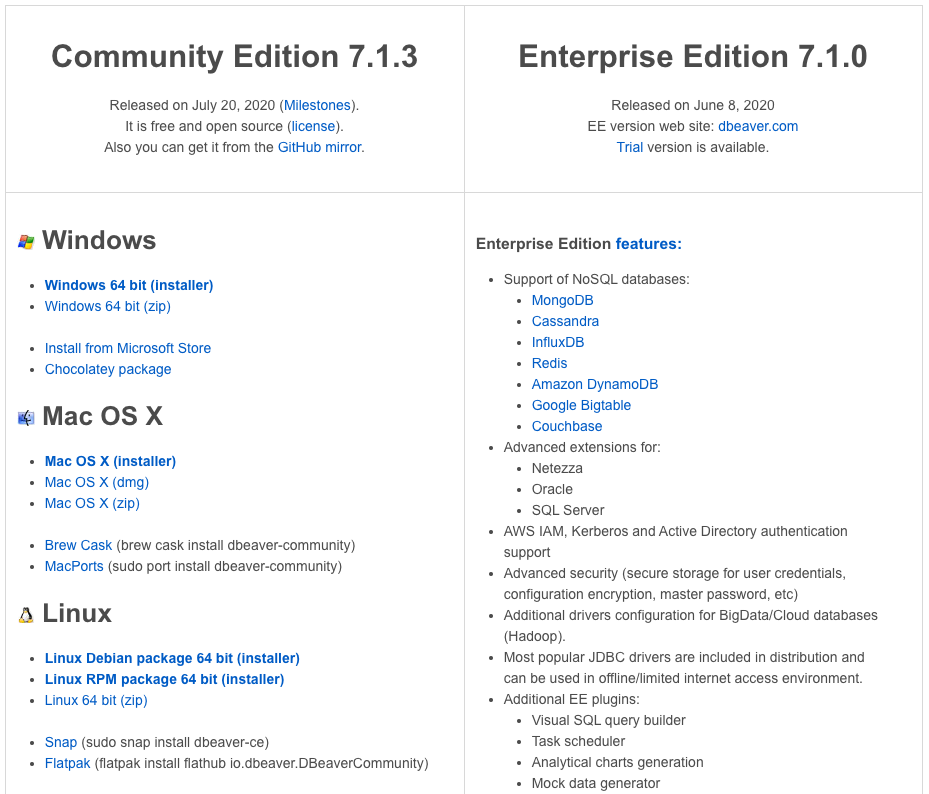 Community Edition 7.1.3
Released on July 20, 2020 (Milestones).
It is free and open source (license).
Also you can get it from the GitHub mirror.
Enterprise Edition 7.1.0
Released on June 8, 2020
EE version web site: dbeaver.com
Trial version is available.
Windows
Windows 64 bit (installer)
Windows 64 bit (zip)
Install from Microsoft Store
Chocolatey package
Mac OS X
Mac OS X (installer)
Mac OS X (dmg)
Mac OS X (zip)
Brew Cask (brew cask install dbeaver-community)
MacPorts (sudo port install dbeaver-community)
Linux
Linux Debian package 64 bit (installer)
Linux RPM package 64 bit (installer)
Linux 64 bit (zip)
Snap (sudo snap install dbeaver-ce)
Flatpak (flatpak install flathub io.dbeaver.DBeaverCommunity)
Enterprise Edition features:
Support of NoSQL databases:
MongoDB
Cassandra
InfluxDB
Redis
Amazon DynamoDB
Google Bigtable
Couchbase
Advanced extensions for:
Netezza
Oracle
SQL Server
AWS IAM, Kerberos and Active Directory authentication
support
Advanced security (secure storage for user credentials,
configuration encryption, master password, etc)
Additional drivers configuration for BigData/Cloud databases
(Hadoop).
Most popular JDBC drivers are included in distribution and
can be used in offline/limited internet access environment.
Additional EE plugins:
Visual SQL query builder
Task scheduler
Analytical charts generation
Mock data generator